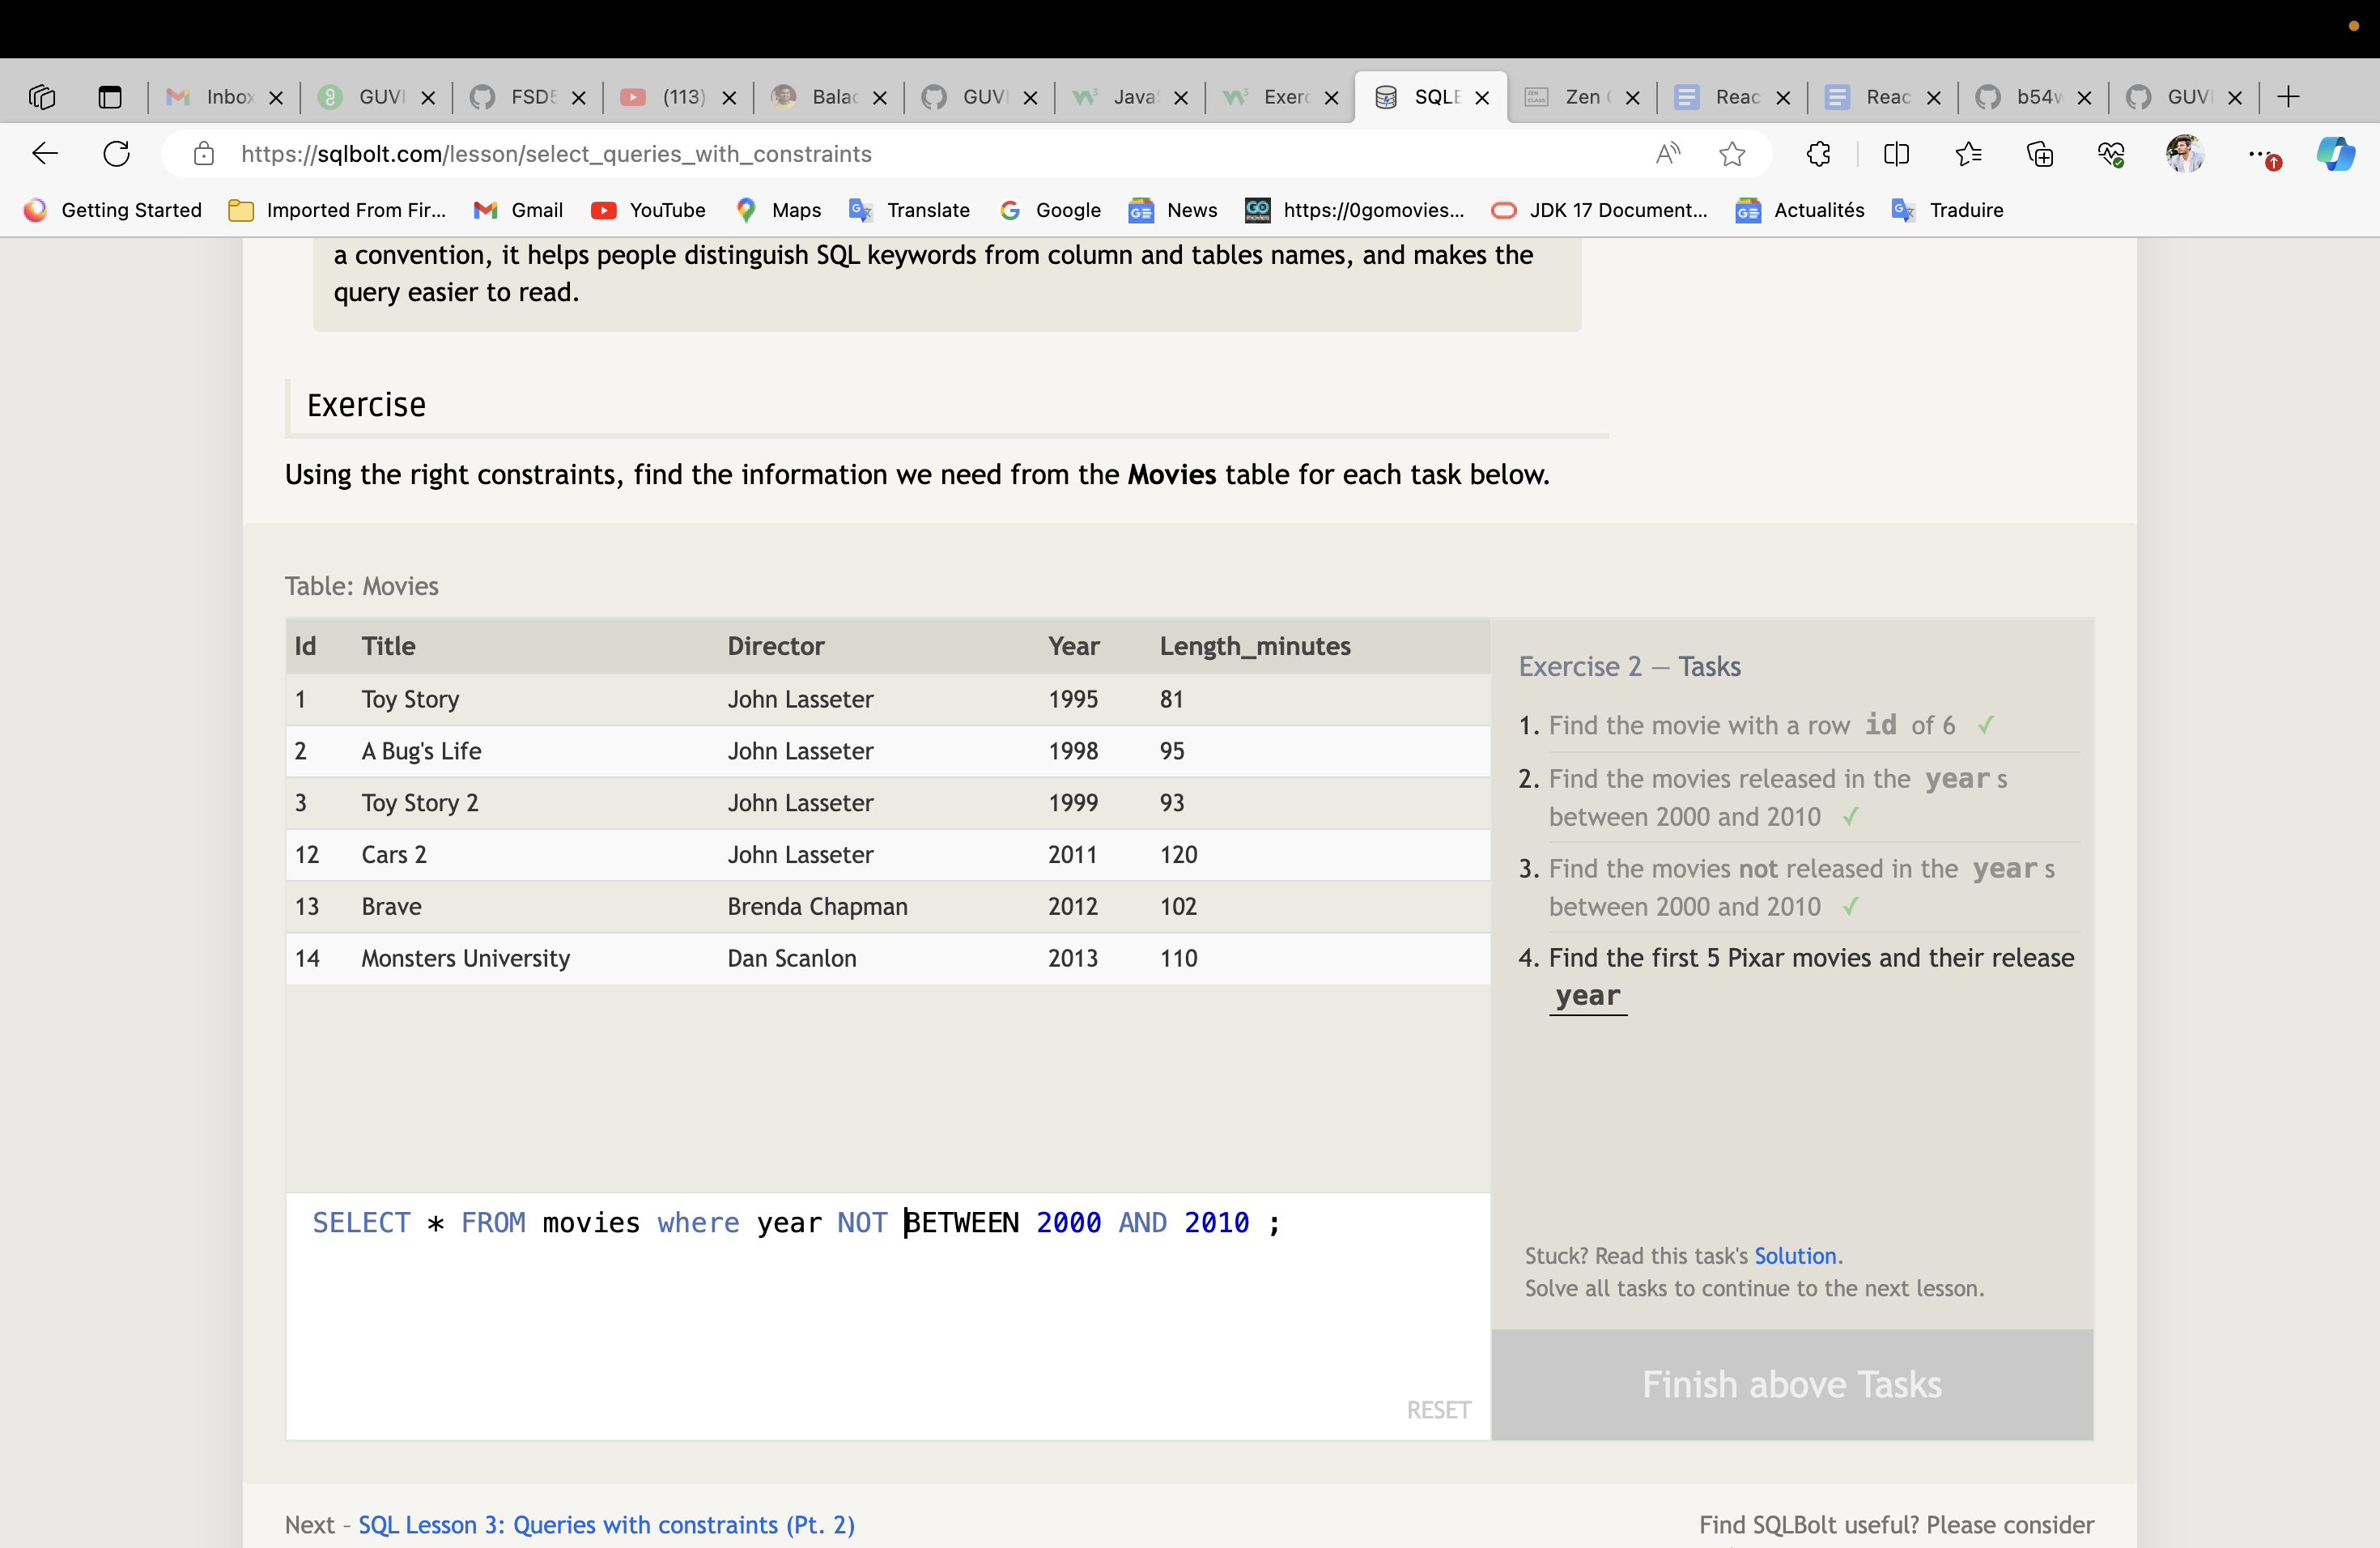 Inbox GUVI FSD5 (113) Balac GUVI Java Exerc SQLB Zen C Reac Reac b54w GUVI
https://sqlbolt.com/lesson/select_queries_with_constraints
Getting Started Imported From Fir... Gmail YouTube Maps Translate Google News https://0gomovies... JDK 17 Document... Actualités Traduire
a convention, it helps people distinguish SQL keywords from column and tables names, and makes the
query easier to read.
Exercise
Using the right constraints, find the information we need from the Movies table for each task below.
Table: Movies
Id Title Director Year Length_minutes
1 Toy Story John Lasseter 1995 81
2 A Bug's Life John Lasseter 1998 95
3 Toy Story 2 John Lasseter 1999 93
12 Cars 2 John Lasseter 2011 120
13 Brave Brenda Chapman 2012 102
14 Monsters University Dan Scanlon 2013 110
SELECT * FROM movies where year NOT BETWEEN 2000 AND 2010 ;
RESET
Exercise 2 — Tasks
1. Find the movie with a row id of 6 ✓
2. Find the movies released in the years
between 2000 and 2010 ✓
3. Find the movies not released in the years
between 2000 and 2010 ✓
4. Find the first 5 Pixar movies and their release
year
Stuck? Read this task's Solution.
Solve all tasks to continue to the next lesson.
Finish above Tasks
Next – SQL Lesson 3: Queries with constraints (Pt. 2)
Find SQLBolt useful? Please consider